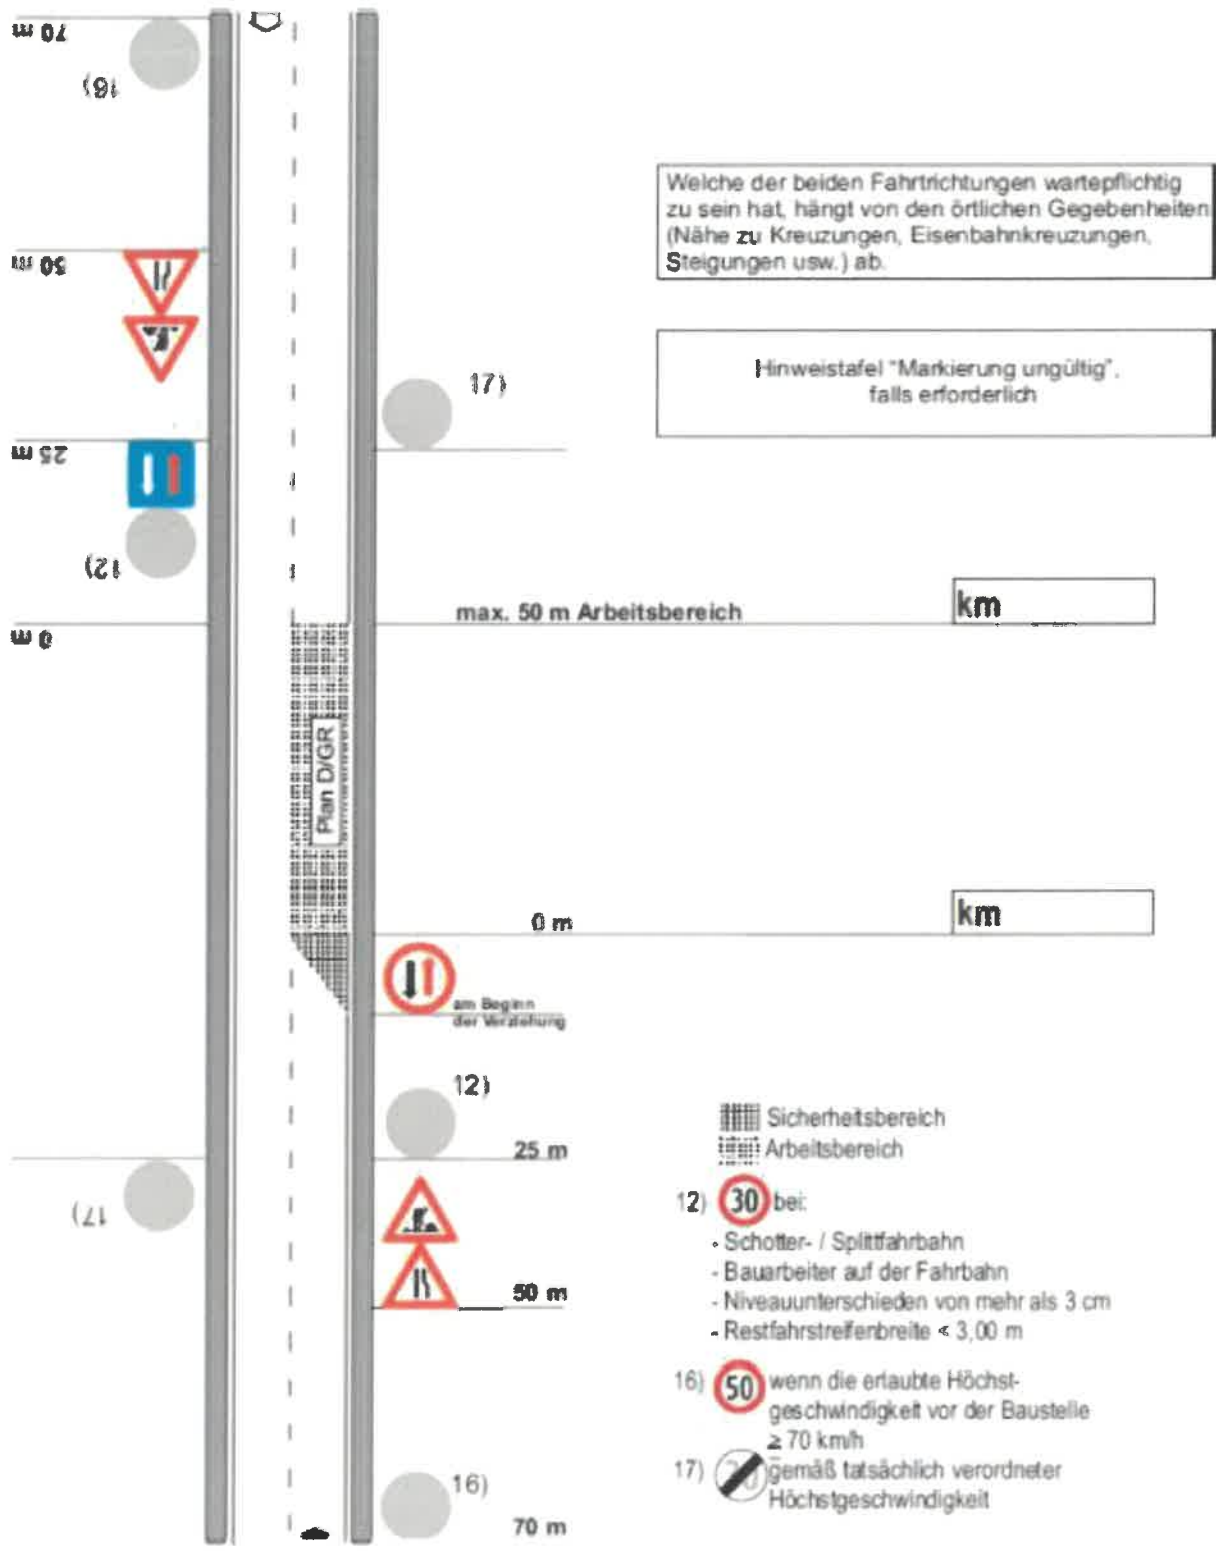 70 m
16)
50 m
25 m
12)
0 m
17)
Welche der beiden Fahrtrichtungen wartepflichtig
zu sein hat, hängt von den örtlichen Gegebenheiten
(Nähe zu Kreuzungen, Eisenbahnkreuzungen,
Steigungen usw.) ab.
Hinweistafel "Markierung ungültig",
falls erforderlich
17)
max. 50 m Arbeitsbereich
km
Plan D/GR
0 m
km
am Beginn
der Verziehung
12)
25 m
50 m
16)
70 m
Sicherheitsbereich
Arbeitsbereich
12) 30 bei:
- Schotter- / Splittfahrbahn
- Bauarbeiter auf der Fahrbahn
- Niveauunterschieden von mehr als 3 cm
- Restfahrstreifenbreite < 3,00 m
16) 50 wenn die erlaubte Höchst-
geschwindigkeit vor der Baustelle
≥ 70 km/h
17) gemäß tatsächlich verordneter
Höchstgeschwindigkeit